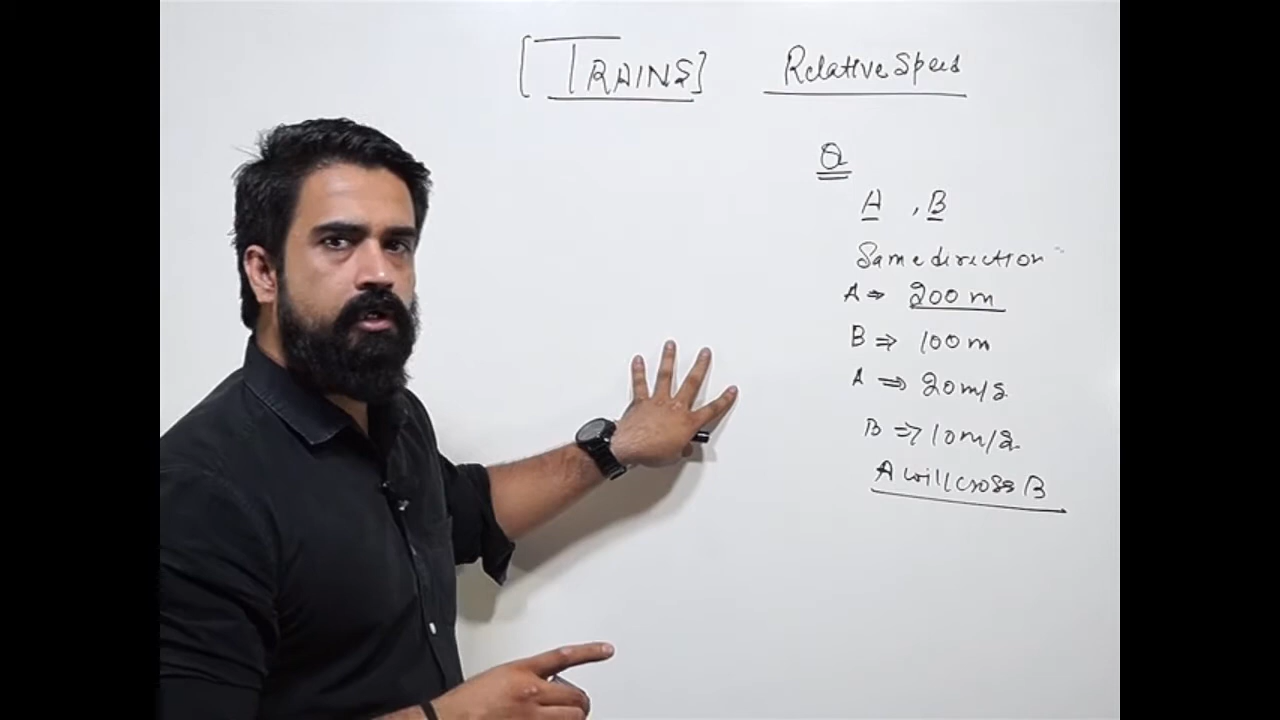 [TRAINS] Relative Speed
Q
A , B
Same direction
A ⇒ 200 m
B ⇒ 100 m
A ⇒ 20 m/s
B ⇒ 10 m/s
A will cross B